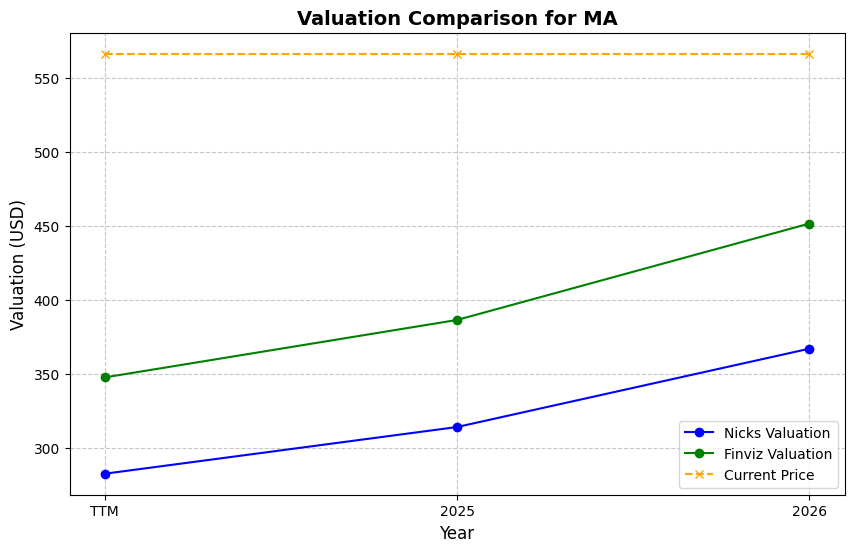 Valuation Comparison for MA
Valuation (USD)
550
500
450
400
350
300
TTM
2025
2026
Year
Nicks Valuation
Finviz Valuation
Current Price